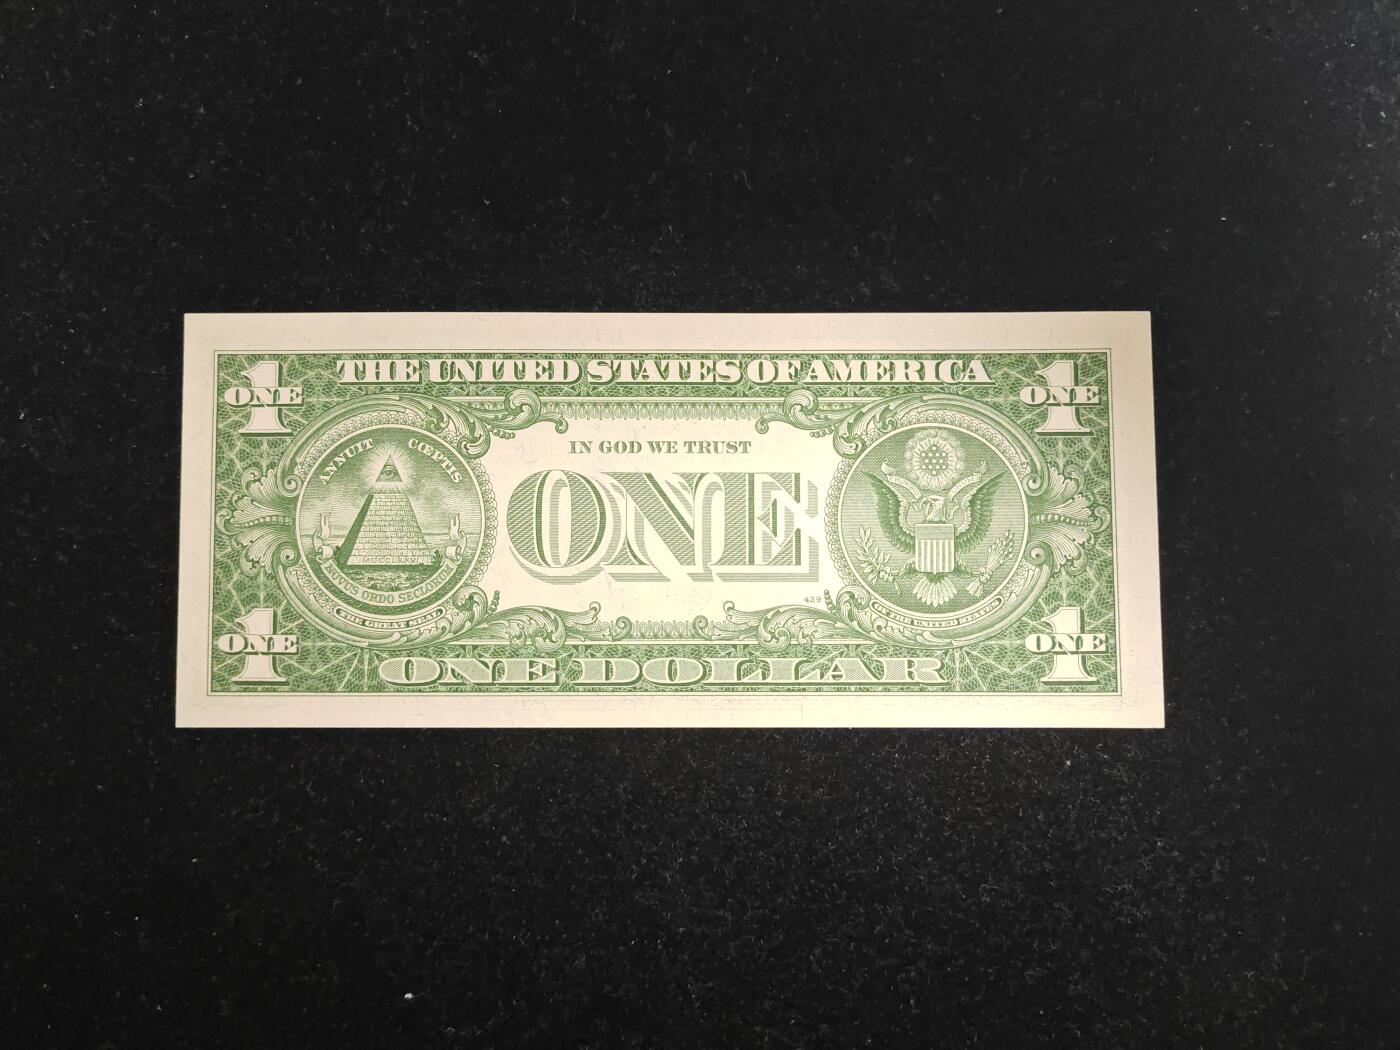 THE UNITED STATES OF AMERICA
1
ONE
1
ONE
IN GOD WE TRUST
ANNUIT CŒPTIS
ONE
MDCCLXXVI
NOVUS ORDO SECLORUM
429
THE GREAT SEAL
OF THE UNITED STATES
1
ONE
1
ONE
ONE DOLLAR